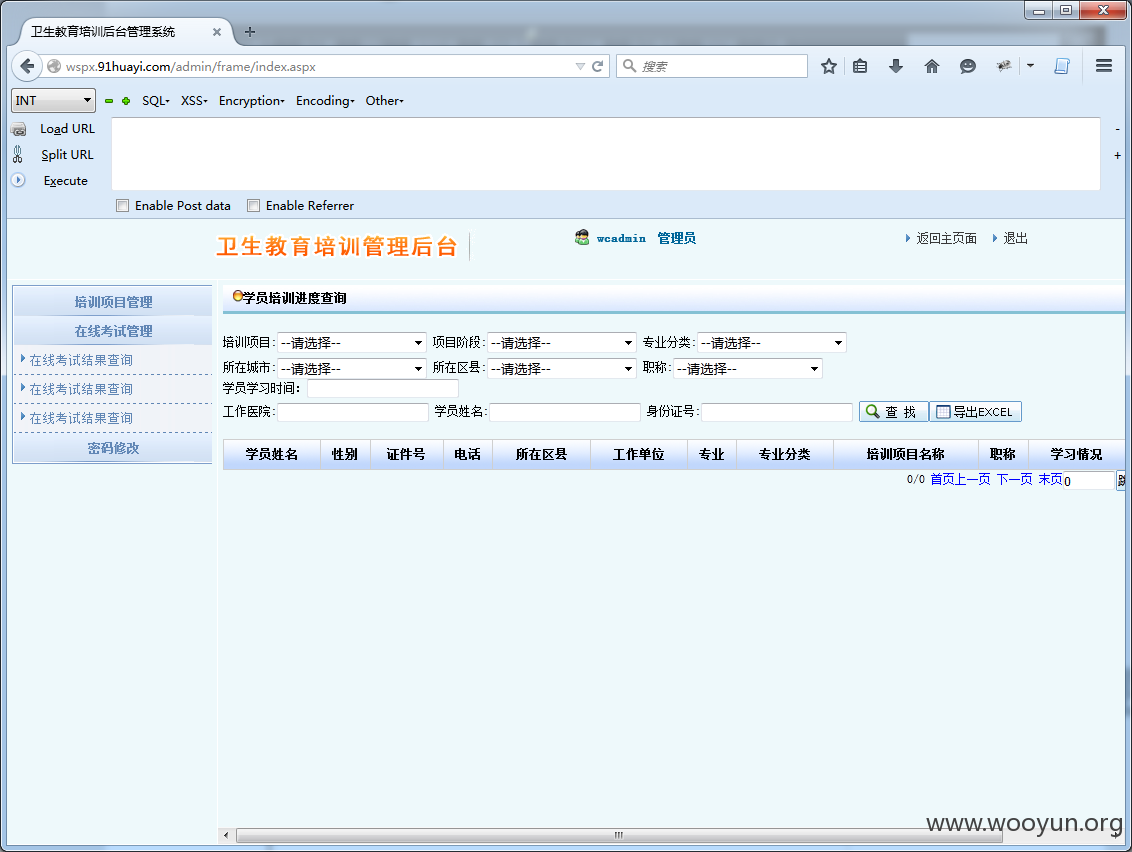 卫生教育培训后台管理系统
wspx.91huayi.com/admin/frame/index.aspx
搜索
INT SQL XSS Encryption Encoding Other
Load URL
Split URL
Execute
-
+
Enable Post data Enable Referrer
卫生教育培训管理后台
wcadmin 管理员
返回主页面 退出
培训项目管理
在线考试管理
在线考试结果查询
在线考试结果查询
在线考试结果查询
密码修改
学员培训进度查询
培训项目: --请选择-- 项目阶段: --请选择-- 专业分类: --请选择--
所在城市: --请选择-- 所在区县: --请选择-- 职称: --请选择--
学员学习时间:
工作医院: 学员姓名: 身份证号: 查 找 导出EXCEL
学员姓名 性别 证件号 电话 所在区县 工作单位 专业 专业分类 培训项目名称 职称 学习情况
0/0 首页上一页 下一页 末页 0
www.wooyun.org